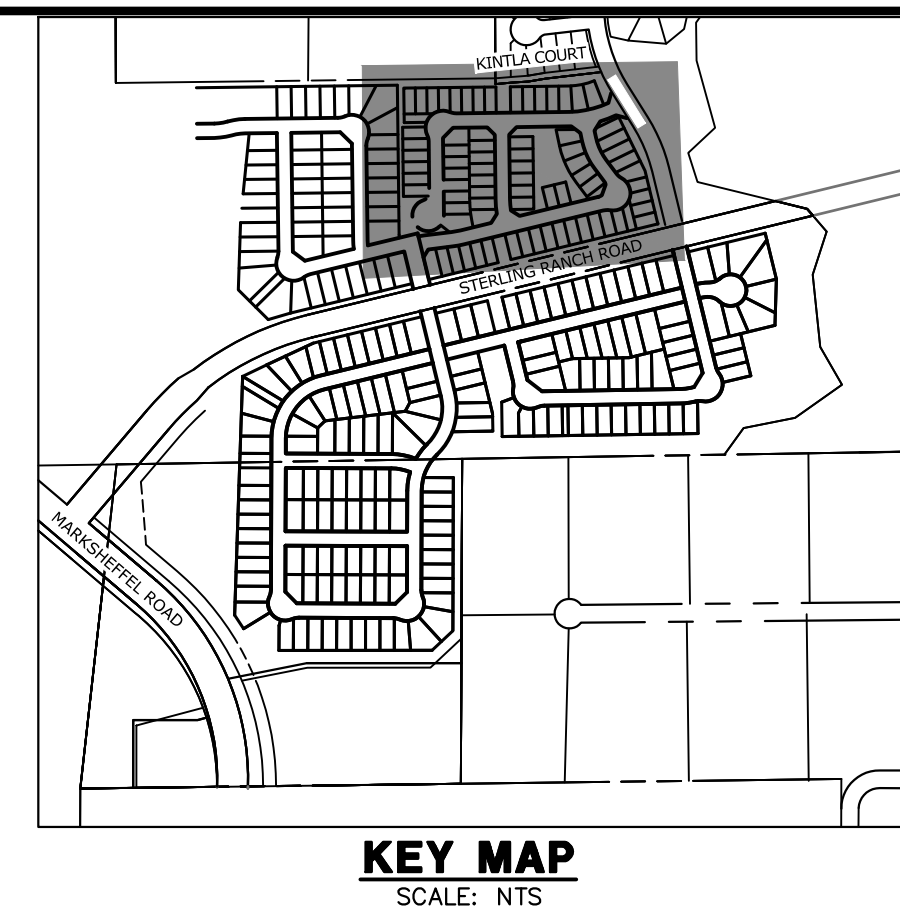 KINTLA COURT
STERLING RANCH ROAD
MARKSHEFFEL ROAD
KEY MAP
SCALE: NTS